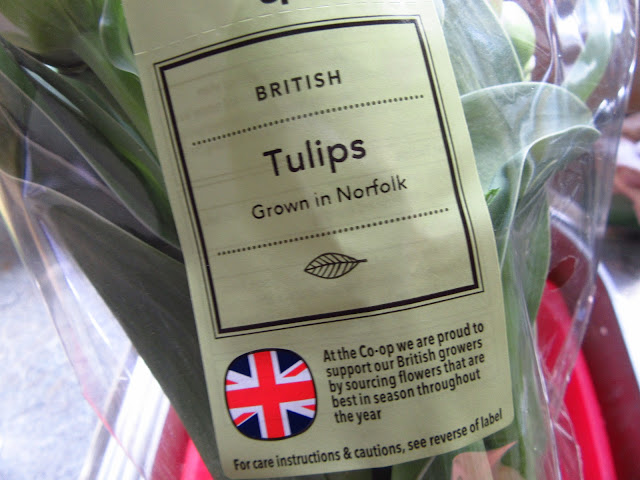 BRITISH
Tulips
Grown in Norfolk
At the Co-op we are proud to
support our British growers
by sourcing flowers that are
best in season throughout
the year
For care instructions & cautions, see reverse of label